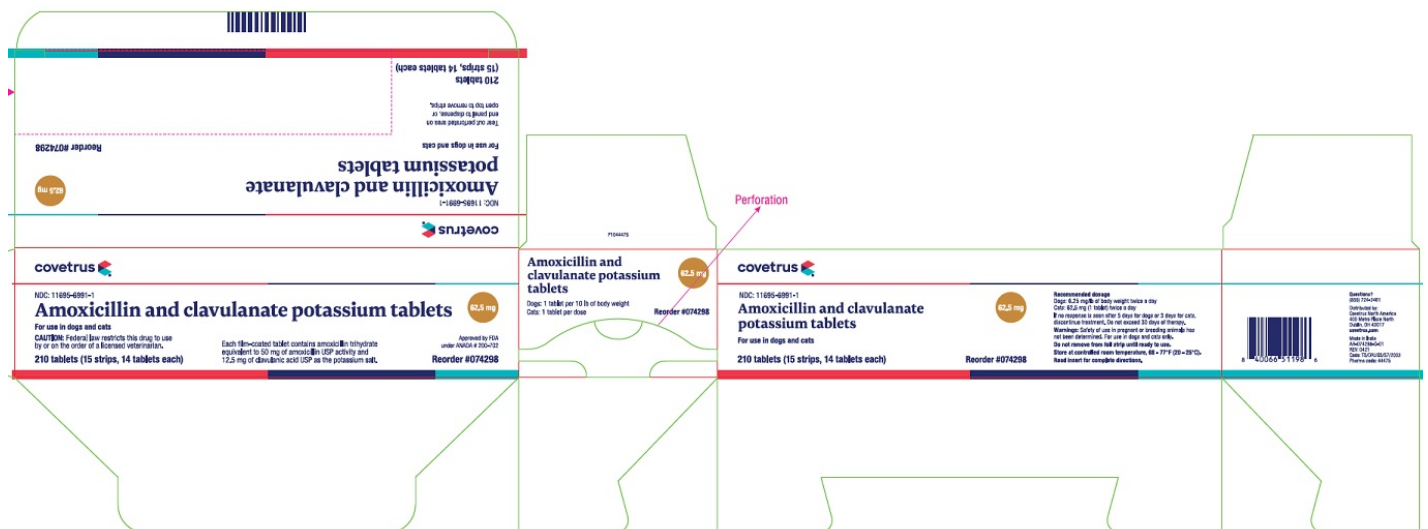 210 tablets
(15 strips, 14 tablets each)
Tear out perforated area on
end panel to dispense, or
open top to remove strips.
For use in dogs and cats
Reorder #074298
Amoxicillin and clavulanate
potassium tablets
62.5 mg
NDC: 11695-6991-1
covetrus
covetrus
NDC: 11695-6991-1
Amoxicillin and clavulanate potassium tablets
62.5 mg
For use in dogs and cats
CAUTION: Federal law restricts this drug to use
by or on the order of a licensed veterinarian.
Each film-coated tablet contains amoxicillin trihydrate
equivalent to 50 mg of amoxicillin USP activity and
12.5 mg of clavulanic acid USP as the potassium salt.
Approved by FDA
under ANADA # 200-702
210 tablets (15 strips, 14 tablets each)
Reorder #074298
P1044475
Amoxicillin and
clavulanate potassium
tablets
62.5 mg
Dogs: 1 tablet per 10 lb of body weight
Cats: 1 tablet per dose
Reorder #074298
Perforation
covetrus
NDC: 11695-6991-1
Amoxicillin and clavulanate
potassium tablets
62.5 mg
For use in dogs and cats
210 tablets (15 strips, 14 tablets each)
Reorder #074298
Recommended dosage
Dogs: 6.25 mg/lb of body weight twice a day
Cats: 62.5 mg (1 tablet) twice a day
If no response is seen after 5 days for dogs or 3 days for cats,
discontinue treatment. Do not exceed 30 days of therapy.
Warnings: Safety of use in pregnant or breeding animals has
not been determined. For use in dogs and cats only.
Do not remove from foil strip until ready to use.
Store at controlled room temperature, 68 - 77°F (20 - 25°C).
Read insert for complete directions.
8 40066 51198 6
Questions?
Distributed by:
Covetrus North America
400 Metro Place North
Dublin, OH 43017
covetrus.com
Made in India